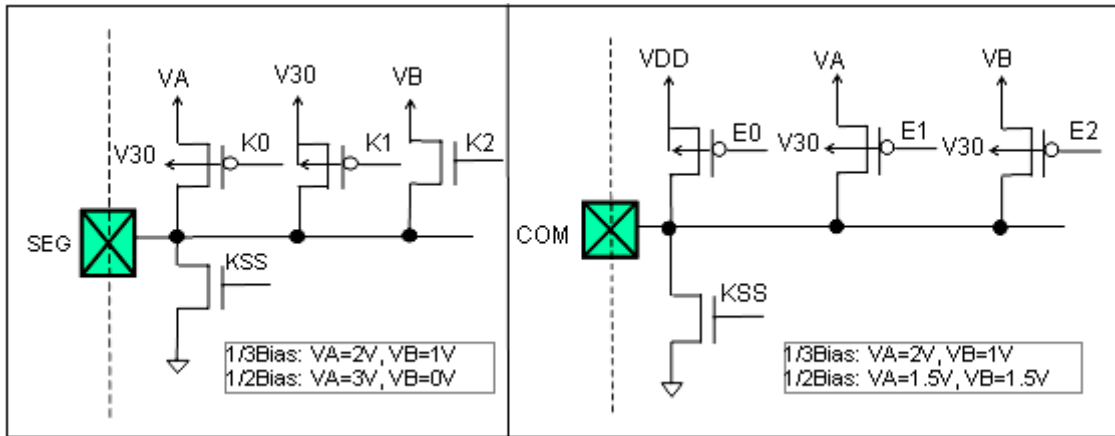 VA
V30
VB
V30
K0
K1
K2
SEG
KSS
1/3Bias: VA=2V, VB=1V
1/2Bias: VA=3V, VB=0V
VDD
VA
VB
E0
V30
E1
V30
E2
COM
KSS
1/3Bias: VA=2V, VB=1V
1/2Bias: VA=1.5V, VB=1.5V